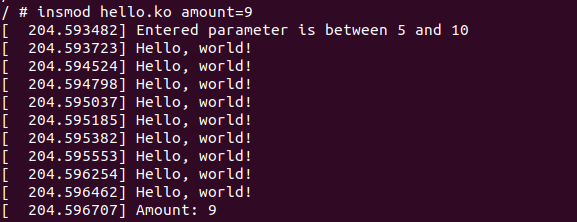 / # insmod hello.ko amount=9
[  204.593482] Entered parameter is between 5 and 10
[  204.593723] Hello, world!
[  204.594524] Hello, world!
[  204.594798] Hello, world!
[  204.595037] Hello, world!
[  204.595185] Hello, world!
[  204.595382] Hello, world!
[  204.595553] Hello, world!
[  204.596254] Hello, world!
[  204.596462] Hello, world!
[  204.596707] Amount: 9